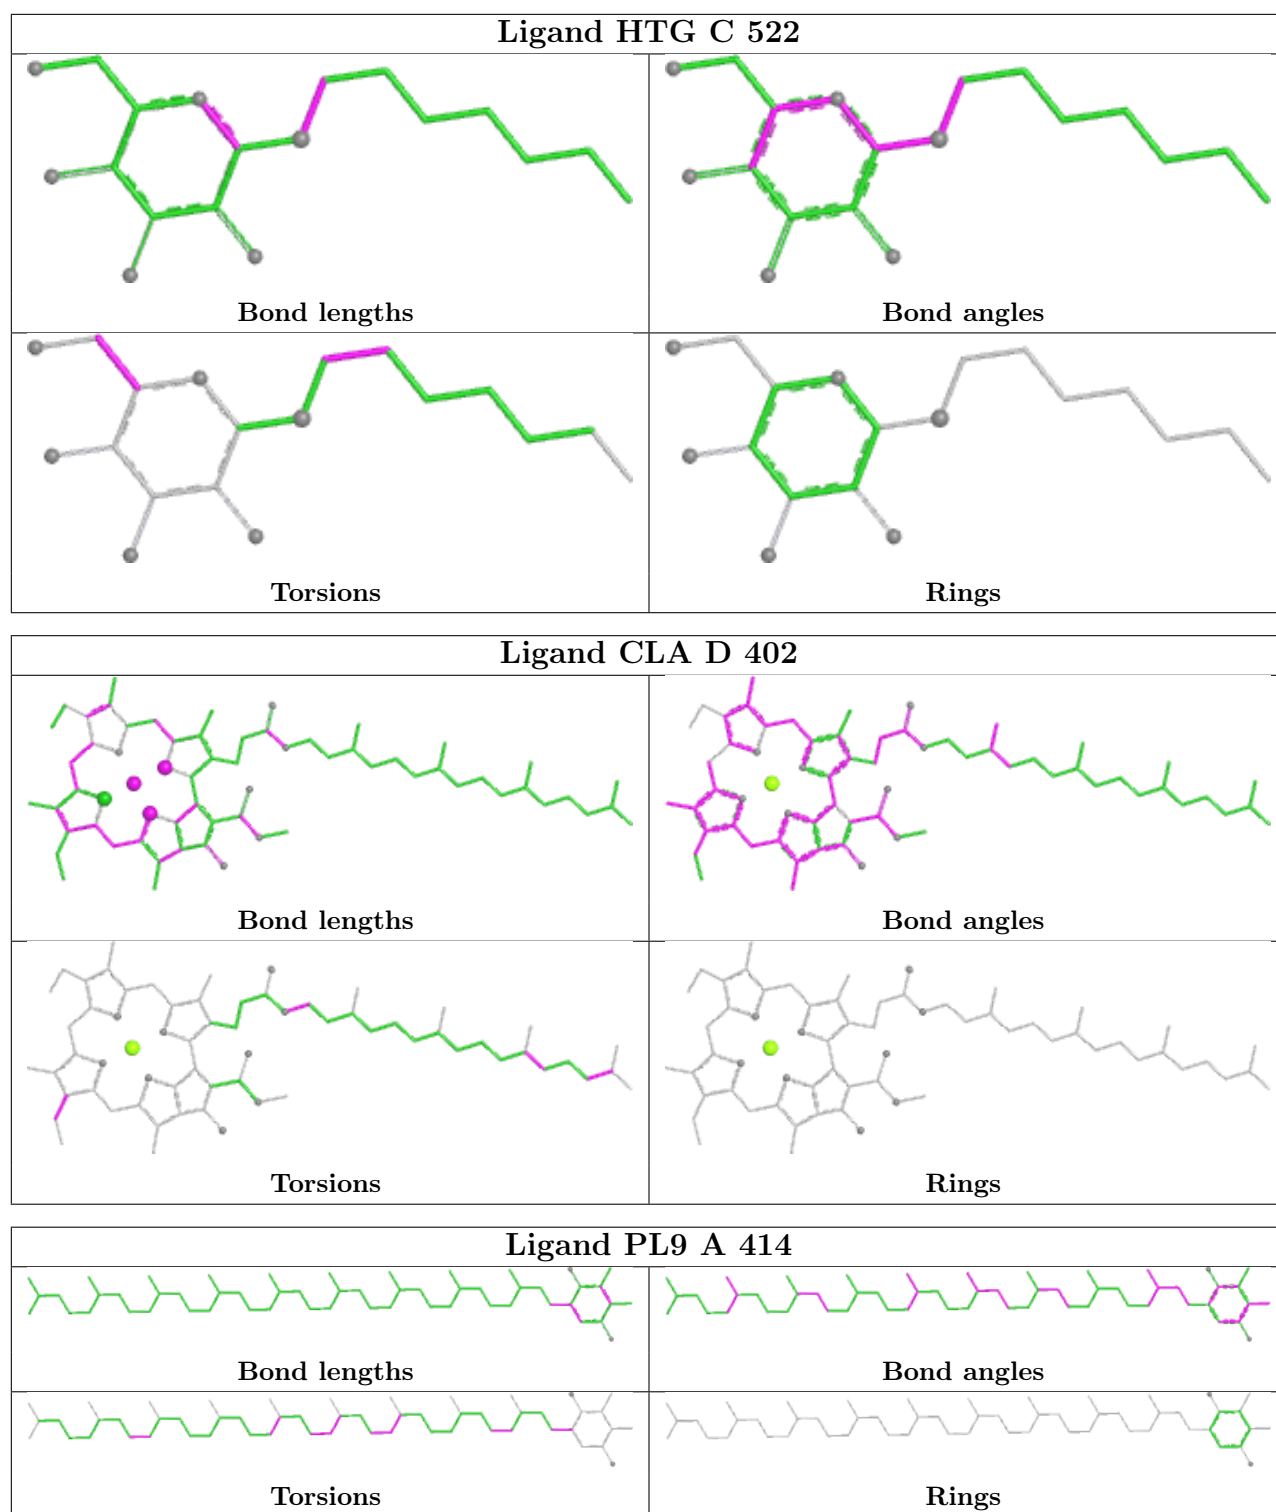 Ligand HTG C 522
Bond lengths
Bond angles
Torsions
Rings
Ligand CLA D 402
Bond lengths
Bond angles
Torsions
Rings
Ligand PL9 A 414
Bond lengths
Bond angles
Torsions
Rings